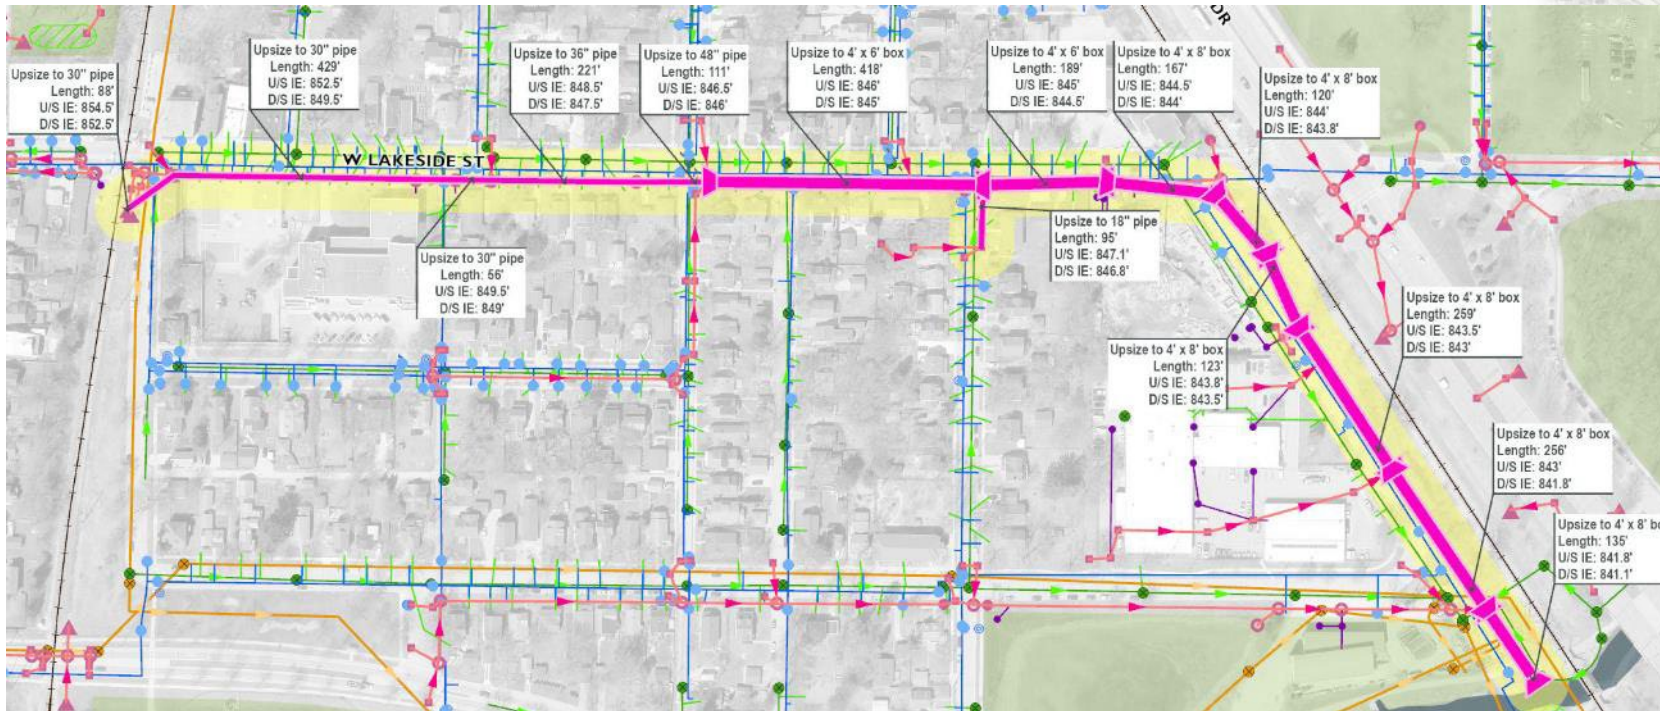 DR
Upsize to 30" pipe
Length: 88'
U/S IE: 854.5'
D/S IE: 852.5'
Upsize to 30" pipe
Length: 429'
U/S IE: 852.5'
D/S IE: 849.5'
Upsize to 36" pipe
Length: 221'
U/S IE: 848.5'
D/S IE: 847.5'
Upsize to 48" pipe
Length: 111'
U/S IE: 846.5'
D/S IE: 846'
Upsize to 4' x 6' box
Length: 418'
U/S IE: 846'
D/S IE: 845'
Upsize to 4' x 6' box
Length: 189'
U/S IE: 845'
D/S IE: 844.5'
Upsize to 4' x 8' box
Length: 167'
U/S IE: 844.5'
D/S IE: 844'
Upsize to 4' x 8' box
Length: 120'
U/S IE: 844'
D/S IE: 843.8'
W LAKESIDE ST
Upsize to 30" pipe
Length: 56'
U/S IE: 849.5'
D/S IE: 849'
Upsize to 18" pipe
Length: 95'
U/S IE: 847.1'
D/S IE: 846.8'
Upsize to 4' x 8' box
Length: 259'
U/S IE: 843.5'
D/S IE: 843'
Upsize to 4' x 8' box
Length: 123'
U/S IE: 843.8'
D/S IE: 843.5'
Upsize to 4' x 8' box
Length: 256'
U/S IE: 843'
D/S IE: 841.8'
Upsize to 4' x 8' bo
Length: 135'
U/S IE: 841.8'
D/S IE: 841.1'